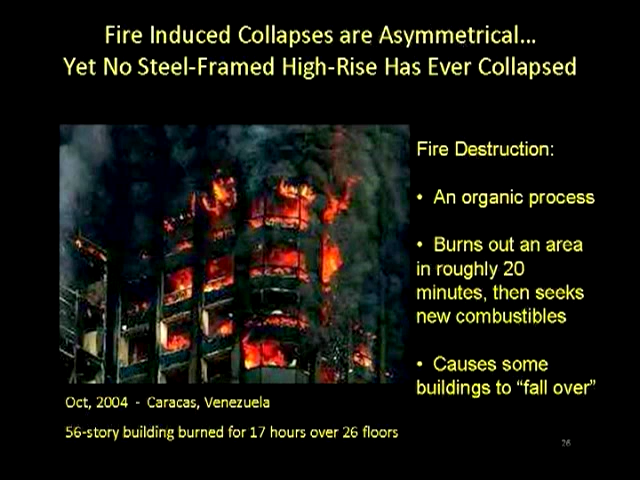 Fire Induced Collapses are Asymmetrical...
Yet No Steel-Framed High-Rise Has Ever Collapsed
Fire Destruction:
• An organic process
• Burns out an area
in roughly 20
minutes, then seeks
new combustibles
• Causes some
buildings to “fall over”
Oct, 2004 - Caracas, Venezuela
56-story building burned for 17 hours over 26 floors
26